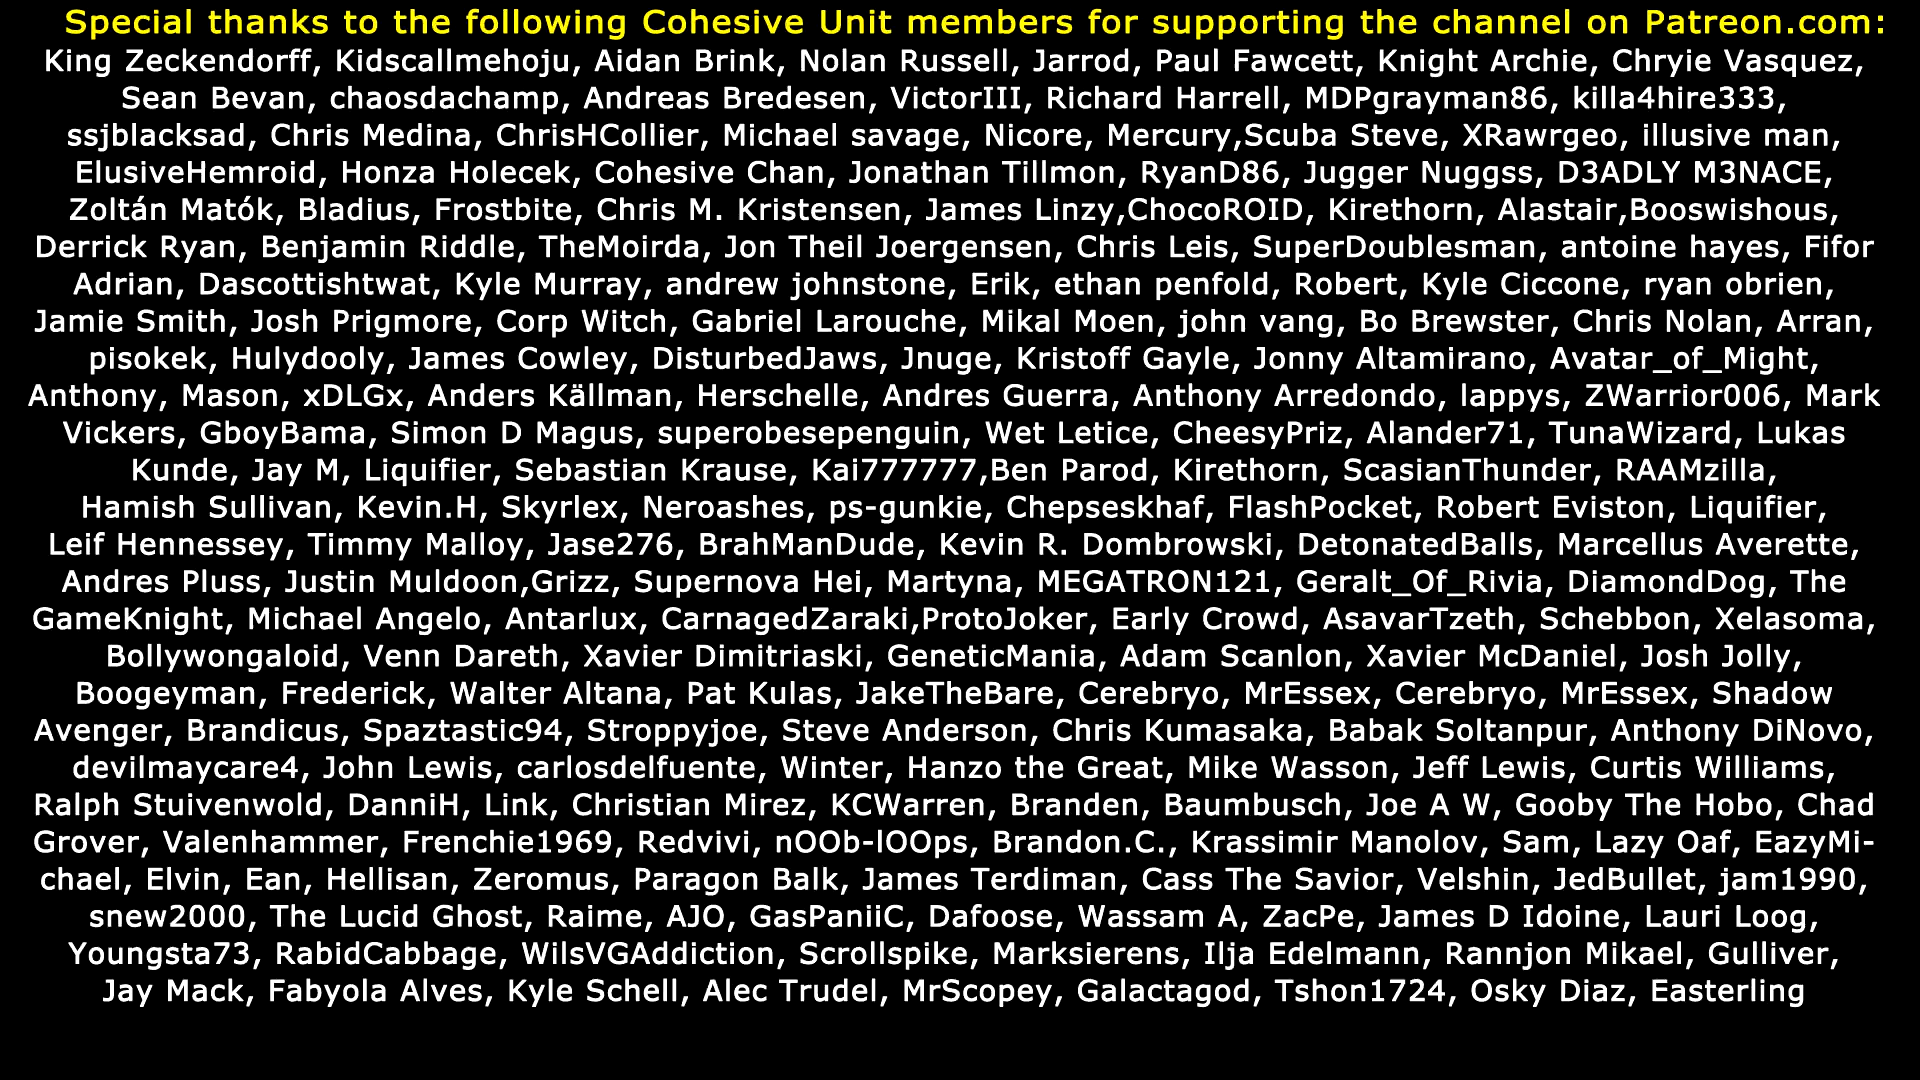 Special thanks to the following Cohesive Unit members for supporting the channel on Patreon.com:
King Zeckendorff, Kidscallmehoju, Aidan Brink, Nolan Russell, Jarrod, Paul Fawcett, Knight Archie, Chryie Vasquez,
Sean Bevan, chaosdachamp, Andreas Bredesen, VictorIII, Richard Harrell, MDPgrayman86, killa4hire333,
ssjblacksad, Chris Medina, ChrisHCollier, Michael savage, Nicore, Mercury,Scuba Steve, XRawrgeo, illusive man,
ElusiveHemroid, Honza Holecek, Cohesive Chan, Jonathan Tillmon, RyanD86, Jugger Nuggss, D3ADLY M3NACE,
Zoltán Matók, Bladius, Frostbite, Chris M. Kristensen, James Linzy,ChocoROID, Kirethorn, Alastair,Booswishous,
Derrick Ryan, Benjamin Riddle, TheMoirda, Jon Theil Joergensen, Chris Leis, SuperDoublesman, antoine hayes, Fifor
Adrian, Dascottishtwat, Kyle Murray, andrew johnstone, Erik, ethan penfold, Robert, Kyle Ciccone, ryan obrien,
Jamie Smith, Josh Prigmore, Corp Witch, Gabriel Larouche, Mikal Moen, john vang, Bo Brewster, Chris Nolan, Arran,
pisokek, Hulydooly, James Cowley, DisturbedJaws, Jnuge, Kristoff Gayle, Jonny Altamirano, Avatar_of_Might,
Anthony, Mason, xDLGx, Anders Källman, Herschelle, Andres Guerra, Anthony Arredondo, lappys, ZWarrior006, Mark
Vickers, GboyBama, Simon D Magus, superobesepenguin, Wet Letice, CheesyPriz, Alander71, TunaWizard, Lukas
Kunde, Jay M, Liquifier, Sebastian Krause, Kai777777,Ben Parod, Kirethorn, ScasianThunder, RAAMzilla,
Hamish Sullivan, Kevin.H, Skyrlex, Neroashes, ps-gunkie, Chepseskhaf, FlashPocket, Robert Eviston, Liquifier,
Leif Hennessey, Timmy Malloy, Jase276, BrahManDude, Kevin R. Dombrowski, DetonatedBalls, Marcellus Averette,
Andres Pluss, Justin Muldoon,Grizz, Supernova Hei, Martyna, MEGATRON121, Geralt_Of_Rivia, DiamondDog, The
GameKnight, Michael Angelo, Antarlux, CarnagedZaraki,ProtoJoker, Early Crowd, AsavarTzeth, Schebbon, Xelasoma,
Bollywongaloid, Venn Dareth, Xavier Dimitriaski, GeneticMania, Adam Scanlon, Xavier McDaniel, Josh Jolly,
Boogeyman, Frederick, Walter Altana, Pat Kulas, JakeTheBare, Cerebryo, MrEssex, Cerebryo, MrEssex, Shadow
Avenger, Brandicus, Spaztastic94, Stroppyjoe, Steve Anderson, Chris Kumasaka, Babak Soltanpur, Anthony DiNovo,
devilmaycare4, John Lewis, carlosdelfuente, Winter, Hanzo the Great, Mike Wasson, Jeff Lewis, Curtis Williams,
Ralph Stuivenwold, DanniH, Link, Christian Mirez, KCWarren, Branden, Baumbusch, Joe A W, Gooby The Hobo, Chad
Grover, Valenhammer, Frenchie1969, Redvivi, nOOb-lOOps, Brandon.C., Krassimir Manolov, Sam, Lazy Oaf, EazyMi-
chael, Elvin, Ean, Hellisan, Zeromus, Paragon Balk, James Terdiman, Cass The Savior, Velshin, JedBullet, jam1990,
snew2000, The Lucid Ghost, Raime, AJO, GasPaniiC, Dafoose, Wassam A, ZacPe, James D Idoine, Lauri Loog,
Youngsta73, RabidCabbage, WilsVGAddiction, Scrollspike, Marksierens, Ilja Edelmann, Rannjon Mikael, Gulliver,
Jay Mack, Fabyola Alves, Kyle Schell, Alec Trudel, MrScopey, Galactagod, Tshon1724, Osky Diaz, Easterling